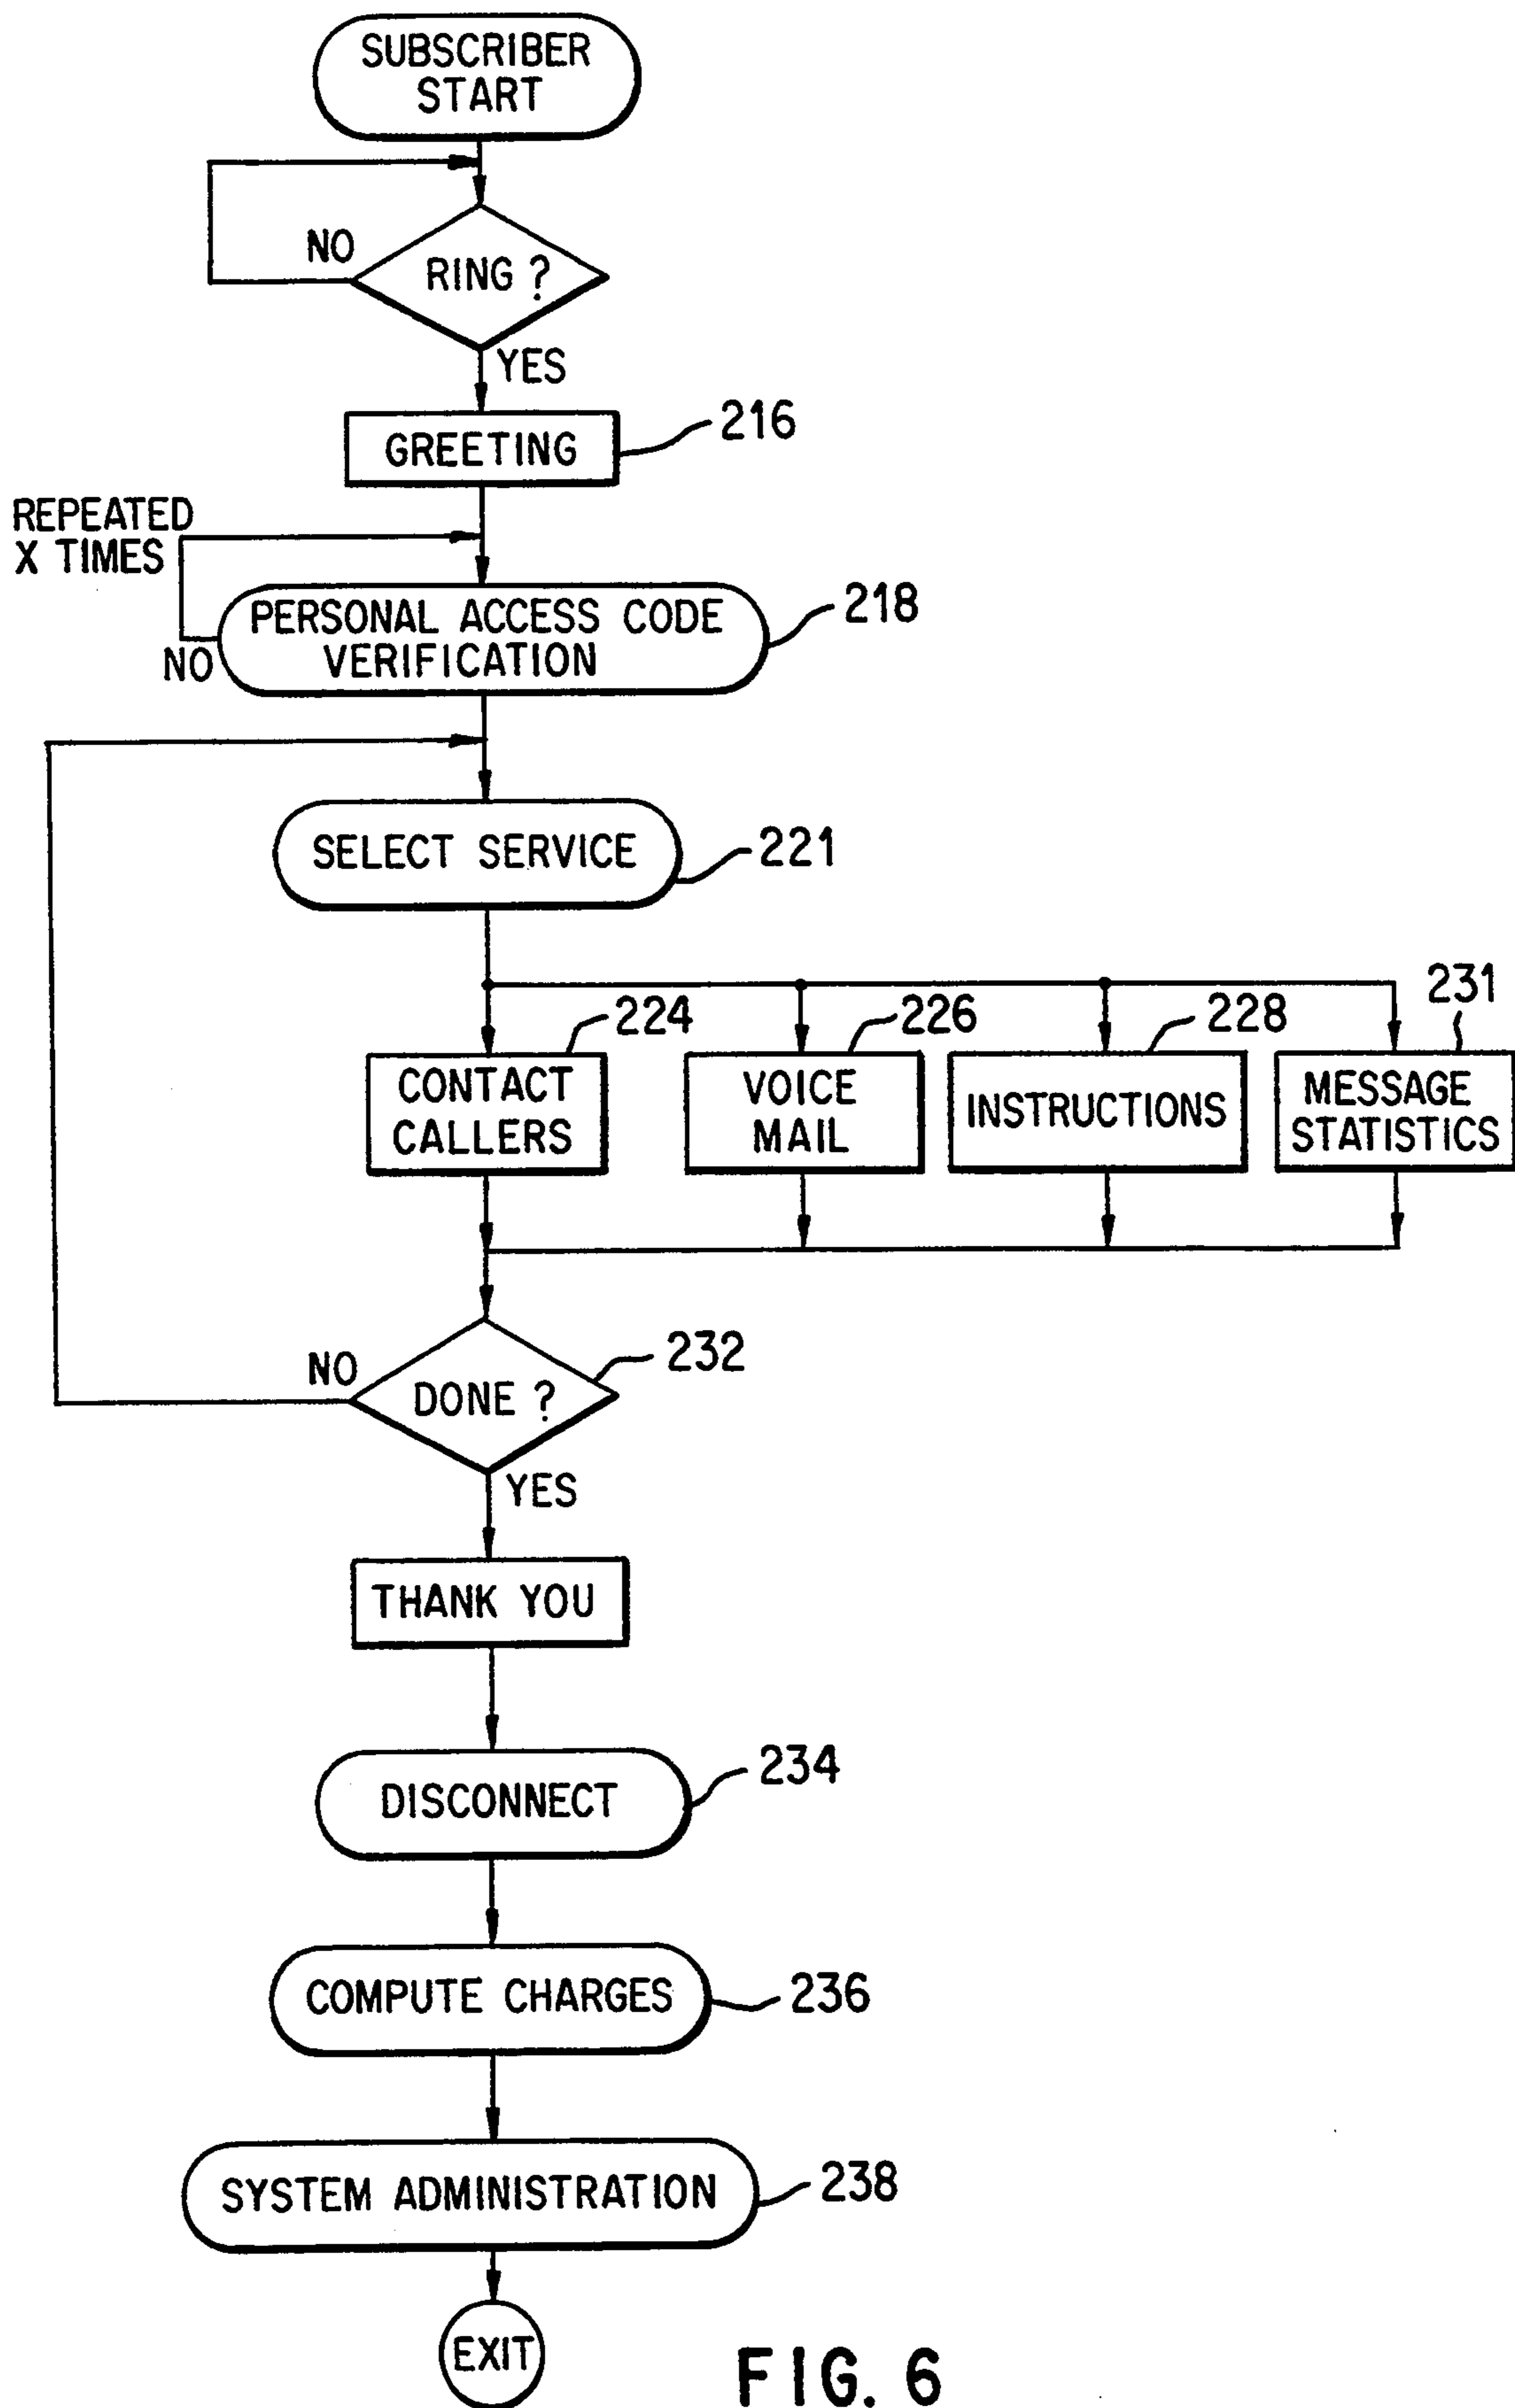 SUBSCRIBER
START
NO
RING ?
YES
GREETING
216
REPEATED
X TIMES
PERSONAL ACCESS CODE
VERIFICATION
218
NO
SELECT SERVICE
221
224
226
228
231
CONTACT
CALLERS
VOICE
MAIL
INSTRUCTIONS
MESSAGE
STATISTICS
NO
DONE ?
232
YES
THANK YOU
DISCONNECT
234
COMPUTE CHARGES
236
SYSTEM ADMINISTRATION
238
EXIT
FIG. 6